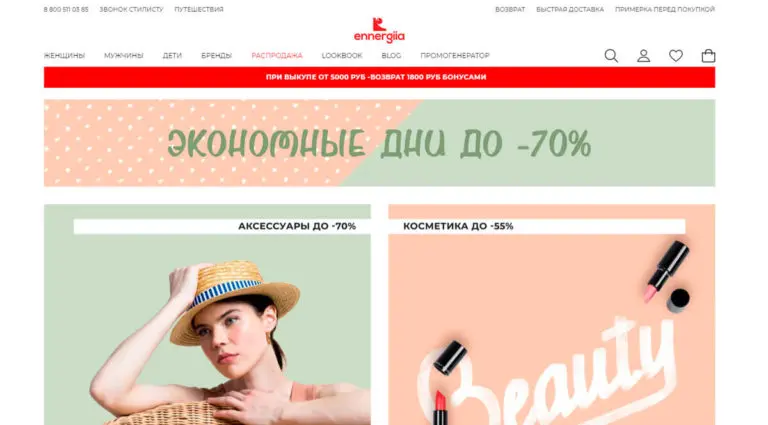 8 800 511 03 85 ЗВОНОК СТИЛИСТУ ПУТЕШЕСТВИЯ ВОЗВРАТ БЫСТРАЯ ДОСТАВКА ПРИМЕРКА ПЕРЕД ПОКУПКОЙ
ennergiia
ЖЕНЩИНЫ МУЖЧИНЫ ДЕТИ БРЕНДЫ РАСПРОДАЖА LOOKBOOK BLOG ПРОМОГЕНЕРАТОР
ПРИ ВЫКУПЕ ОТ 5000 РУБ -ВОЗВРАТ 1800 РУБ БОНУСАМИ
ЭКОНОМНЫЕ ДНИ ДО -70%
АКСЕССУАРЫ ДО -70% КОСМЕТИКА ДО -55%
Beauty